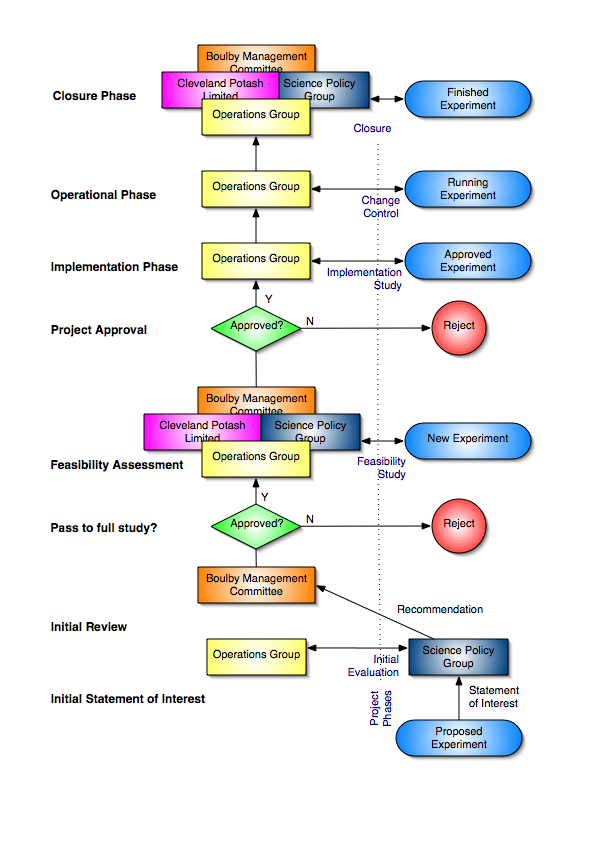 Boulby Management
Committee
Cleveland Potash
Limited
Science Policy
Group
Closure Phase
Operations Group
Finished
Experiment
Closure
Operational Phase
Operations Group
Running
Experiment
Change
Control
Implementation Phase
Operations Group
Approved
Experiment
Implementation
Study
Y
Project Approval
Approved?
N
Reject
Boulby Management
Committee
Cleveland Potash
Limited
Science Policy
Group
New Experiment
Feasibility Assessment
Operations Group
Feasibility
Study
Y
Pass to full study?
Approved?
N
Reject
Boulby Management
Committee
Recommendation
Initial Review
Operations Group
Initial
Evaluation
Science Policy
Group
Initial Statement of Interest
Project
Phases
Statement
of Interest
Proposed
Experiment